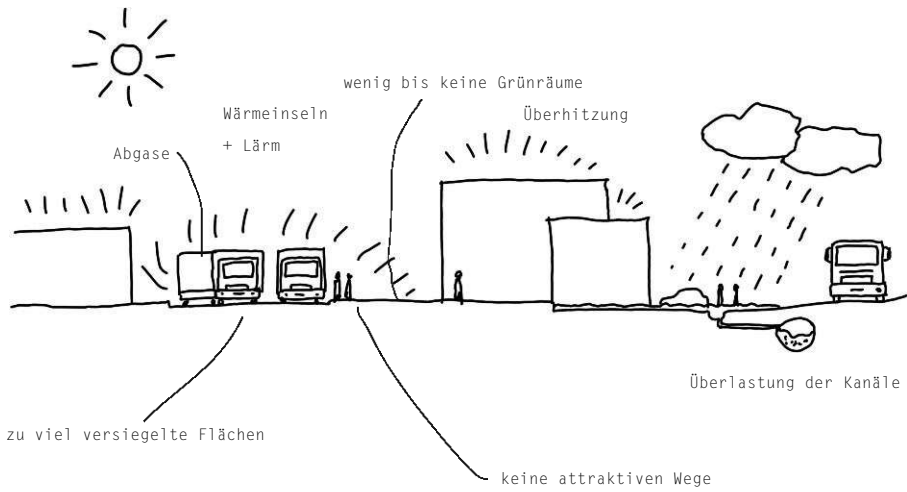 wenig bis keine Grünräume
Wärmeinseln
+ Lärm
Überhitzung
Abgase
Überlastung der Kanäle
zu viel versiegelte Flächen
keine attraktiven Wege